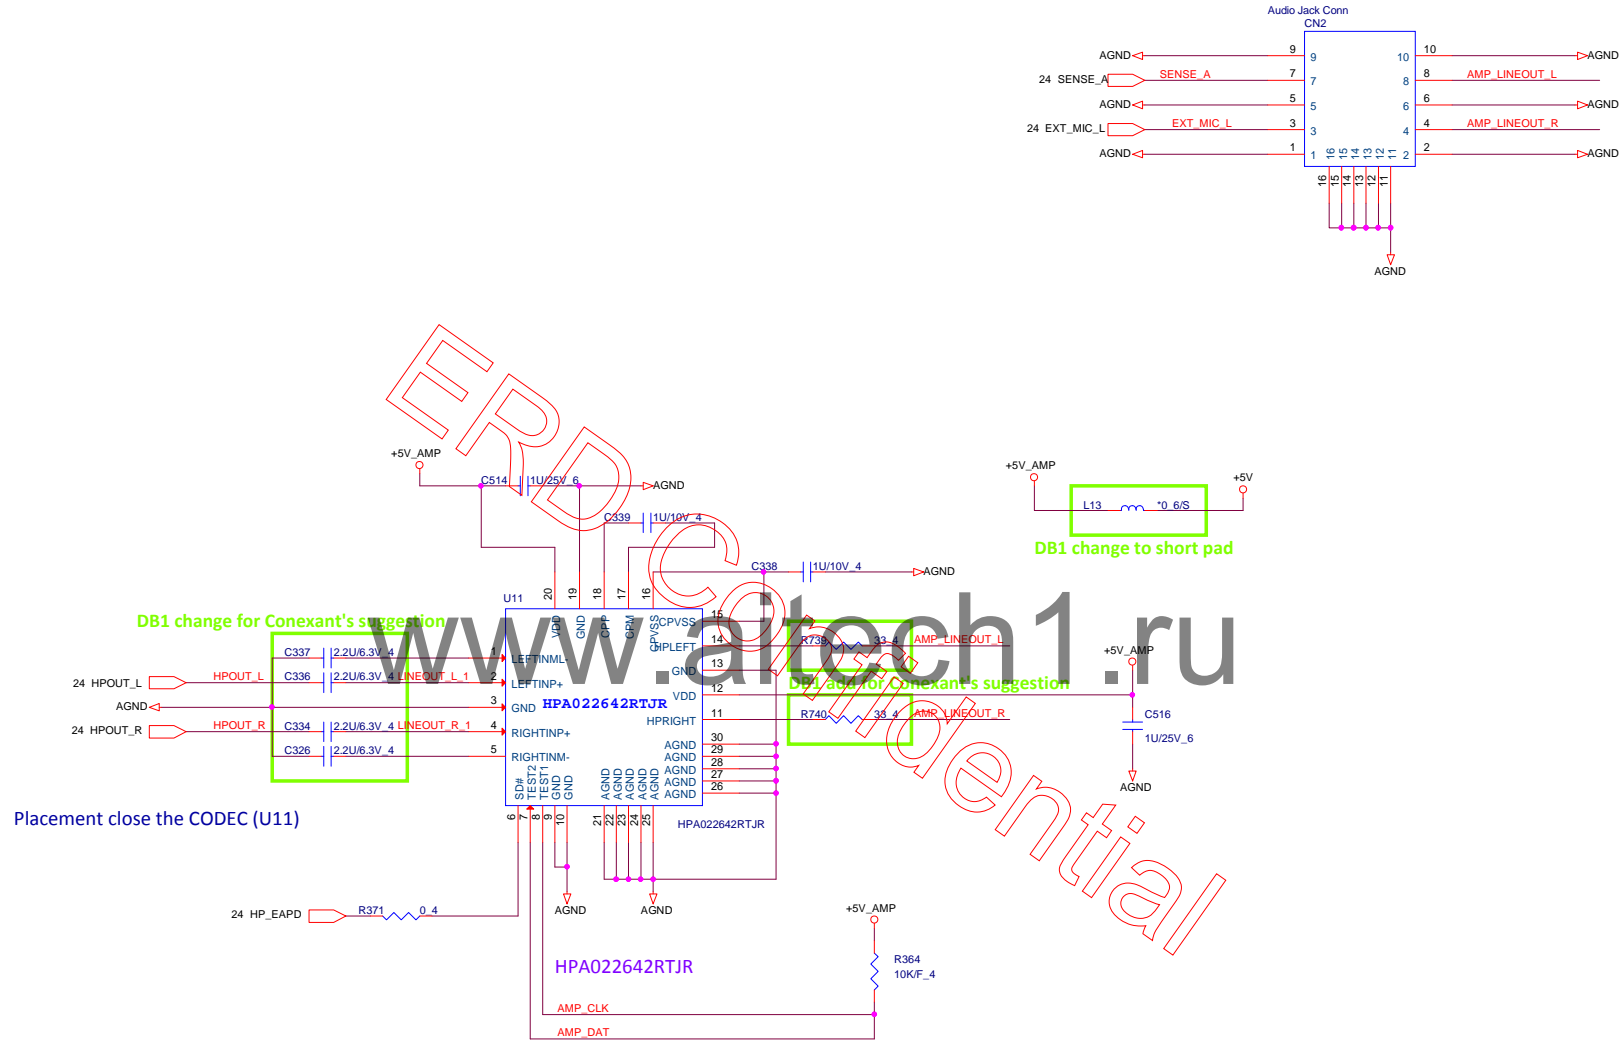 Audio Jack Conn
CN2
AGND 9 9 10 10 AGND
24 SENSE_A SENSE_A 7 7 8 8 AMP_LINEOUT_L
AGND 5 5 6 6 AGND
24 EXT_MIC_L EXT_MIC_L 3 3 4 4 AMP_LINEOUT_R
AGND 1 1 2 2 AGND
16 15 14 13 12 11
16 15 14 13 12 11
AGND
ERD Confidential
+5V_AMP
C514 1U/25V_6 AGND
C339 1U/10V_4
C338 1U/10V_4 AGND
+5V_AMP +5V
L13 *0_6/S
DB1 change to short pad
www.aitech1.ru
U11
20 19 18 17 16
VDD GND CPP CPM CPVSS
CPVSS 15
HPLEFT 14 R739 33_4 AMP_LINEOUT_L
GND 13
DB1 add for Conexant's suggestion
VDD 12
HPRIGHT 11 R740 33_4 AMP_LINEOUT_R
AGND 30
AGND 29
AGND 28
AGND 27
AGND 26
+5V_AMP
C516
1U/25V_6
AGND
DB1 change for Conexant's suggestion
C337 2.2U/6.3V_4 1 LEFTINML-
24 HPOUT_L HPOUT_L C336 2.2U/6.3V_4 LINEOUT_L_1 2 LEFTINP+
AGND 3 GND
HPA022642RTJR
24 HPOUT_R HPOUT_R C334 2.2U/6.3V_4 LINEOUT_R_1 4 RIGHTINP+
C326 2.2U/6.3V_4 5 RIGHTINM-
SD# TEST2 TEST1 GND GND AGND AGND AGND AGND AGND
6 7 8 9 10 21 22 23 24 25
HPA022642RTJR
Placement close the CODEC (U11)
AGND AGND
24 HP_EAPD R371 0_4
+5V_AMP
R364
10K/F_4
HPA022642RTJR
AMP_CLK
AMP_DAT